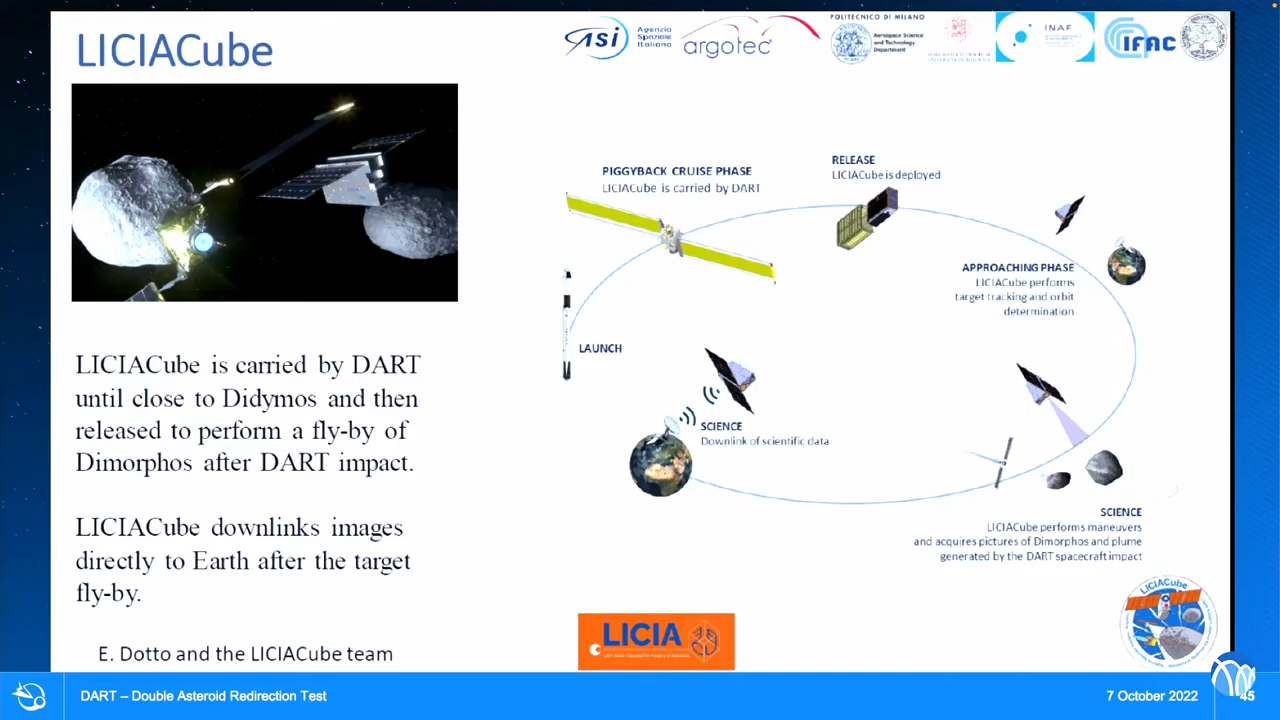 LICIACube
asi
Agenzia
Spaziale
Italiana
argotec
POLITECNICO DI MILANO
Aerospace Science
and Technology
Department
INAF
IFAC
PIGGYBACK CRUISE PHASE
LICIACube is carried by DART
RELEASE
LICIACube is deployed
APPROACHING PHASE
LICIACube performs
target tracking and orbit
determination
LAUNCH
SCIENCE
Downlink of scientific data
SCIENCE
LICIACube performs maneuvers
and acquires pictures of Dimorphos and plume
generated by the DART spacecraft impact
LICIACube is carried by DART
until close to Didymos and then
released to perform a fly-by of
Dimorphos after DART impact.
LICIACube downlinks images
directly to Earth after the target
fly-by.
E. Dotto and the LICIACube team
LICIA
LICIACube
DART – Double Asteroid Redirection Test
7 October 2022
45